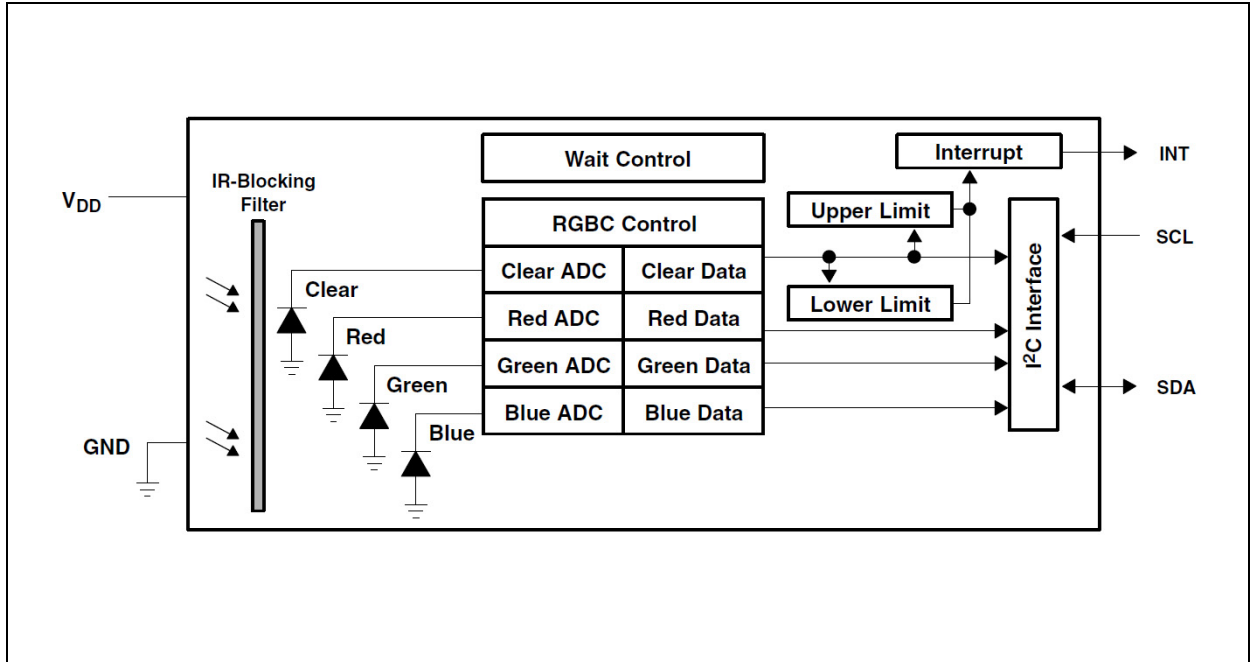 Wait Control
Interrupt
INT
IR-Blocking
Filter
V_DD
Upper Limit
RGBC Control
SCL
Clear ADC
Clear Data
Clear
Lower Limit
Red ADC
Red Data
Red
I²C Interface
Green ADC
Green Data
Green
SDA
Blue ADC
Blue Data
Blue
GND